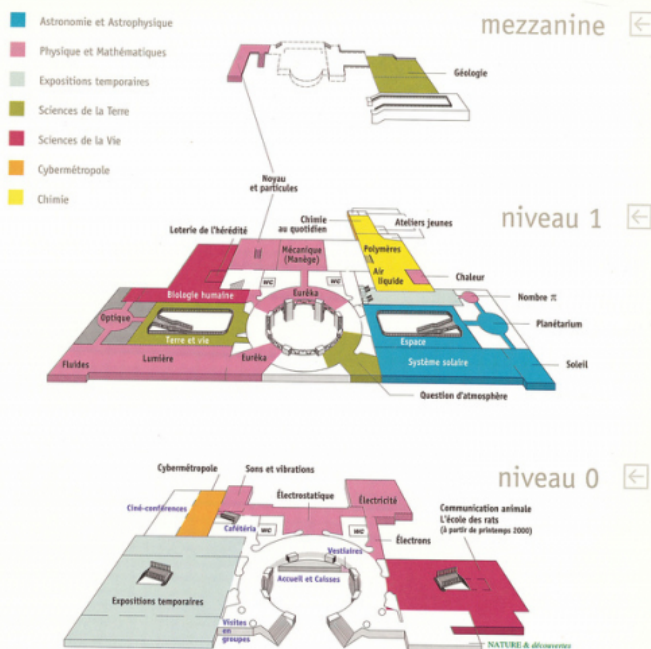 mezzanine
Astronomie et Astrophysique
Physique et Mathématiques
Expositions temporaires
Sciences de la Terre
Sciences de la Vie
Cybermétropole
Chimie
Géologie
Noyau
et particules
niveau 1
Chimie
au quotidien
Ateliers jeunes
Loterie de l'hérédité
Mécanique
(Manège)
Polymères
Air
liquide
Chaleur
WC
WC
Biologie humaine
Eurêka
Nombre π
Optique
Planétarium
Terre et vie
Espace
Fluides
Lumière
Eurêka
Système solaire
Soleil
Question d'atmosphère
niveau 0
Cybermétropole
Sons et vibrations
Électrostatique
Électricité
Ciné-conférences
Cafétéria
WC
WC
Communication animale
L'école des rats
(à partir de printemps 2000)
Électrons
Vestiaires
Accueil et Caisses
Expositions temporaires
Visites
en
groupes
NATURE & découvertes